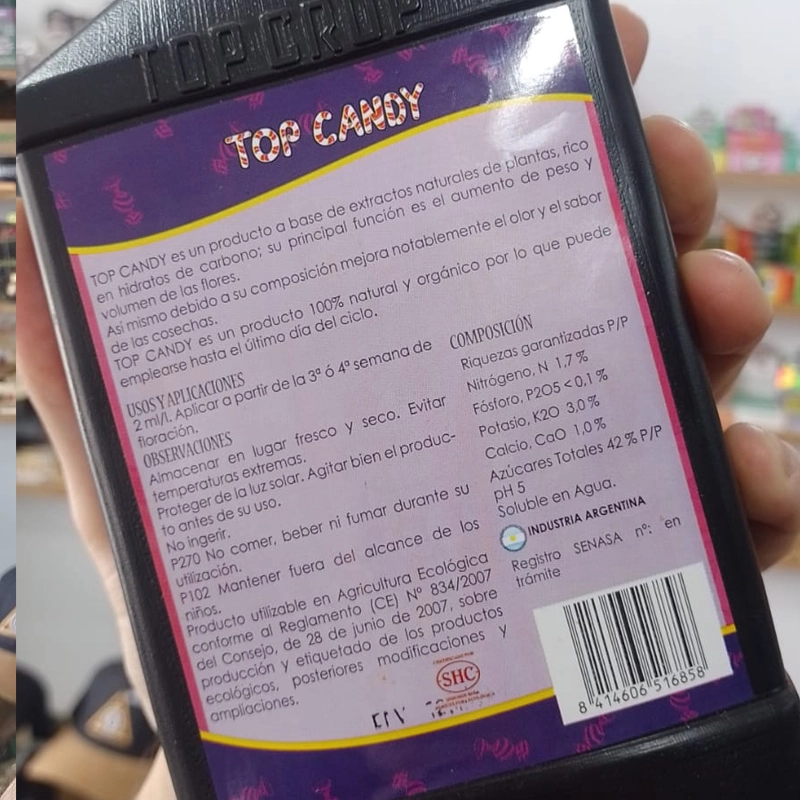 TOP CROP
TOP CANDY
TOP CANDY es un producto a base de extractos naturales de plantas, rico
en hidratos de carbono; su principal función es el aumento de peso y
volumen de las flores.
Así mismo debido a su composición mejora notablemente el olor y el sabor
de las cosechas.
TOP CANDY es un producto 100% natural y orgánico por lo que puede
emplearse hasta el último día del ciclo.
USOS Y APLICACIONES
2 ml/l. Aplicar a partir de la 3ª ó 4ª semana de
floración.
OBSERVACIONES
Almacenar en lugar fresco y seco. Evitar
temperaturas extremas.
Proteger de la luz solar. Agitar bien el produc-
to antes de su uso.
No ingerir.
P270 No comer, beber ni fumar durante su
utilización.
P102 Mantener fuera del alcance de los
niños.
Producto utilizable en Agricultura Ecológica
conforme al Reglamento (CE) Nº 834/2007
del Consejo, de 28 de junio de 2007, sobre
producción y etiquetado de los productos
ecológicos, posteriores modificaciones y
ampliaciones.
COMPOSICIÓN
Riquezas garantizadas P/P
Nitrógeno, N 1,7 %
Fósforo, P2O5 < 0,1 %
Potasio, K2O 3,0 %
Calcio, CaO 1,0 %
Azúcares Totales 42 % P/P
pH 5
Soluble en Agua.
INDUSTRIA ARGENTINA
Registro SENASA nº: en
trámite
SHC
8 414606 516858